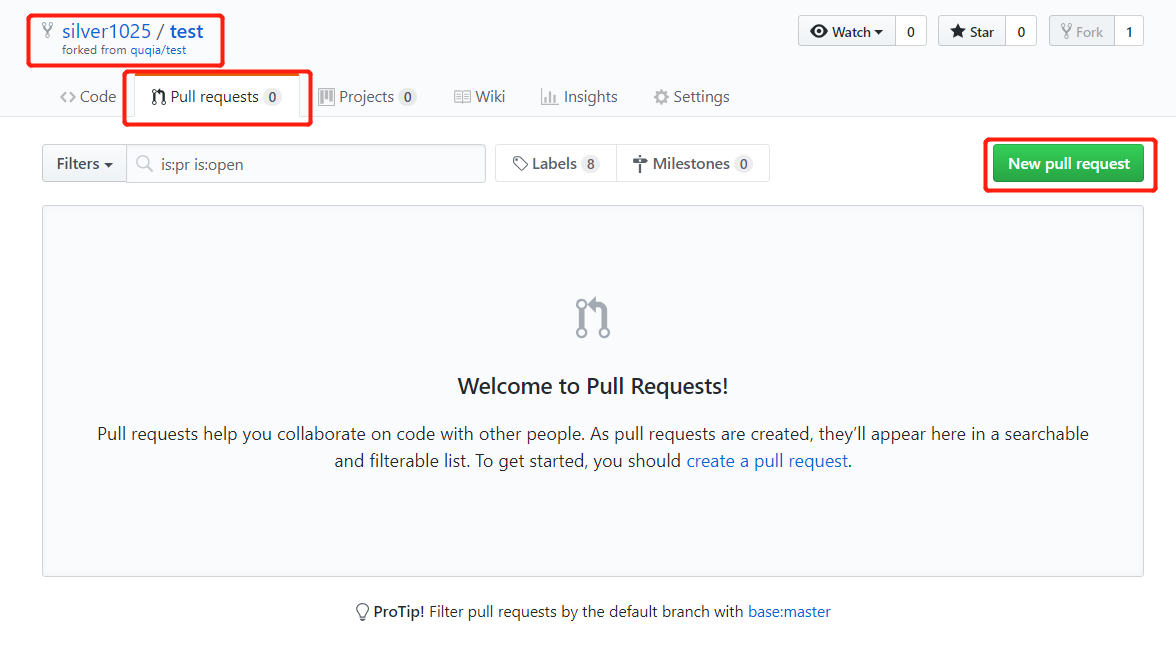 silver1025 / test
forked from quqia/test
Watch 0 Star 0 Fork 1
Code Pull requests 0 Projects 0 Wiki Insights Settings
Filters is:pr is:open Labels 8 Milestones 0 New pull request
Welcome to Pull Requests!
Pull requests help you collaborate on code with other people. As pull requests are created, they’ll appear here in a searchable
and filterable list. To get started, you should create a pull request.
ProTip! Filter pull requests by the default branch with base:master